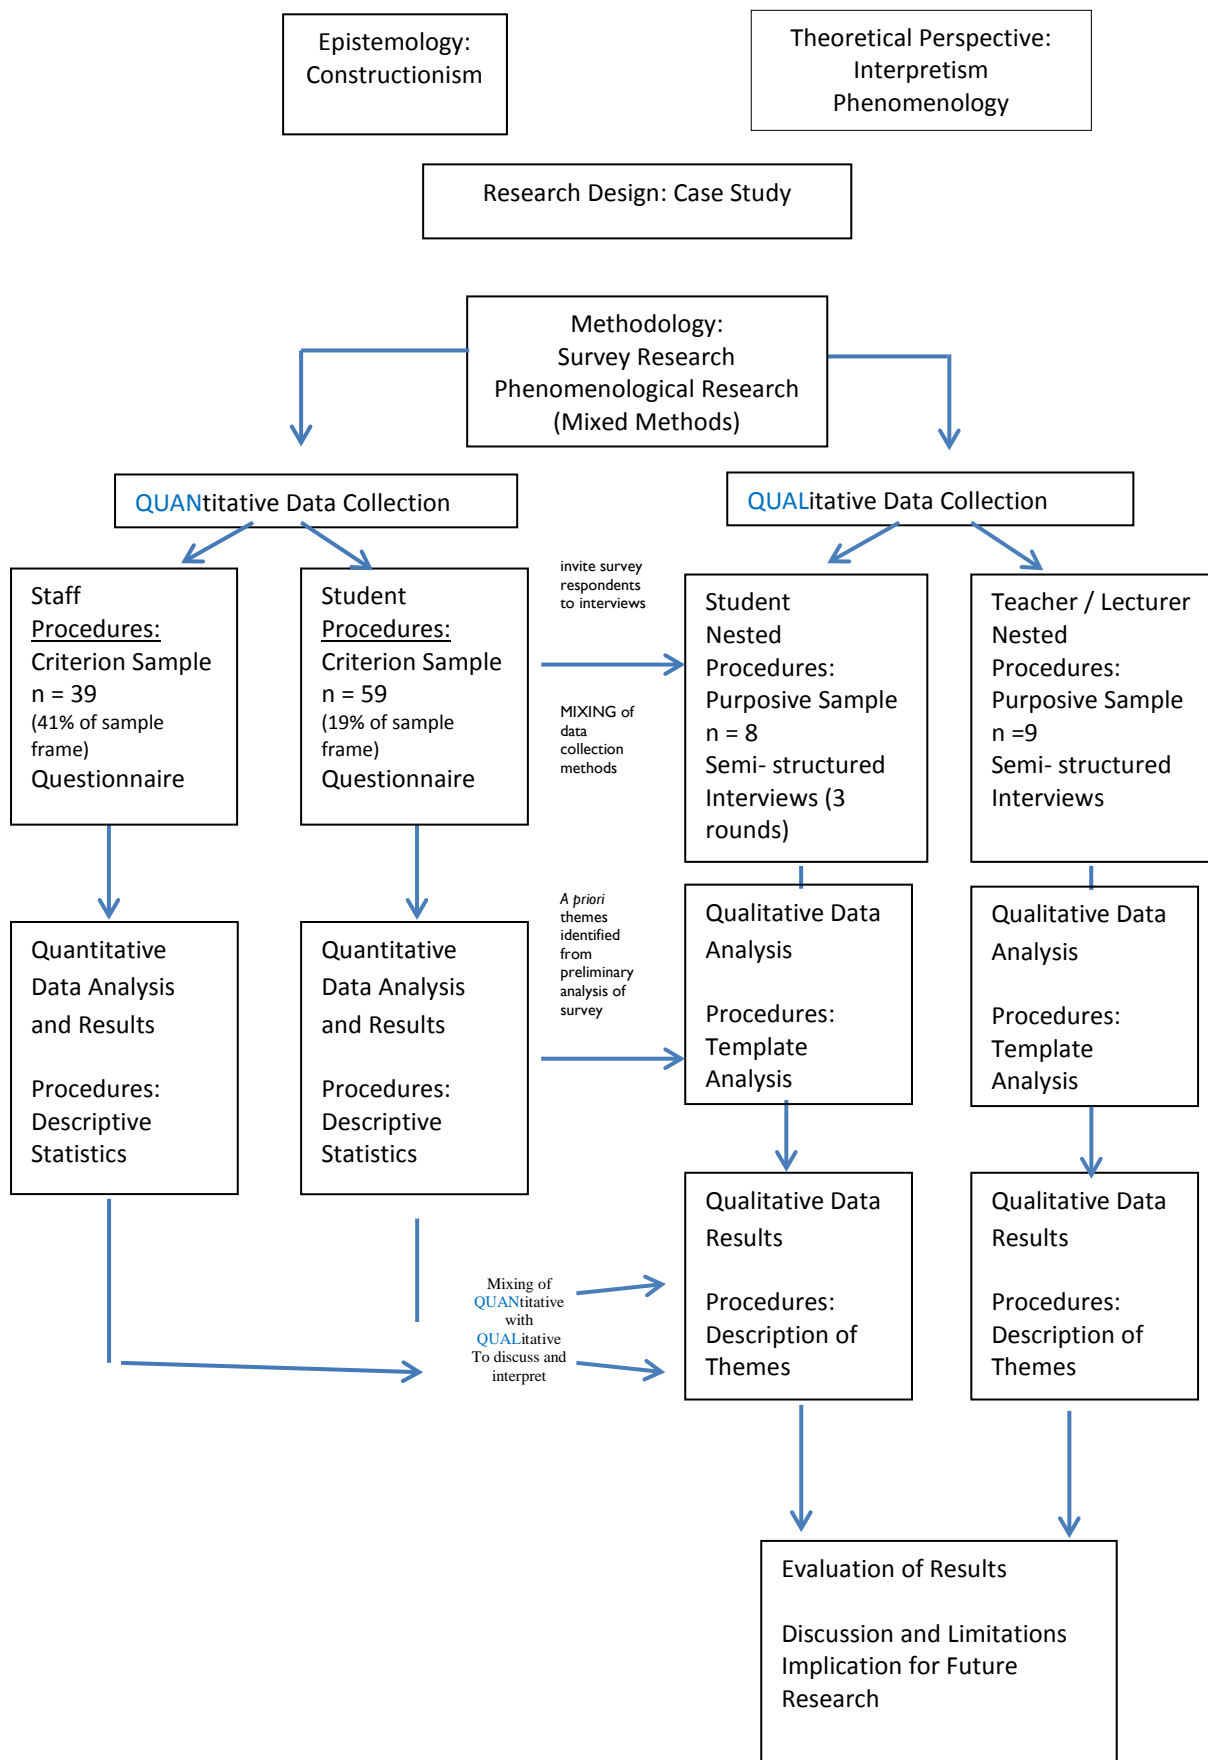 Epistemology:
Constructionism
Theoretical Perspective:
Interpretism
Phenomenology
Research Design: Case Study
Methodology:
Survey Research
Phenomenological Research
(Mixed Methods)
QUANtitative Data Collection
QUALitative Data Collection
Staff
Procedures:
Criterion Sample
n = 39
(41% of sample
frame)
Questionnaire
Student
Procedures:
Criterion Sample
n = 59
(19% of sample
frame)
Questionnaire
invite survey
respondents
to interviews
MIXING of
data
collection
methods
Student
Nested
Procedures:
Purposive Sample
n = 8
Semi- structured
Interviews (3
rounds)
Teacher / Lecturer
Nested
Procedures:
Purposive Sample
n =9
Semi- structured
Interviews
Quantitative
Data Analysis
and Results
Procedures:
Descriptive
Statistics
Quantitative
Data Analysis
and Results
Procedures:
Descriptive
Statistics
A priori
themes
identified
from
preliminary
analysis of
survey
Qualitative Data
Analysis
Procedures:
Template
Analysis
Qualitative Data
Analysis
Procedures:
Template
Analysis
Mixing of
QUANtitative
with
QUALitative
To discuss and
interpret
Qualitative Data
Results
Procedures:
Description of
Themes
Qualitative Data
Results
Procedures:
Description of
Themes
Evaluation of Results
Discussion and Limitations
Implication for Future
Research